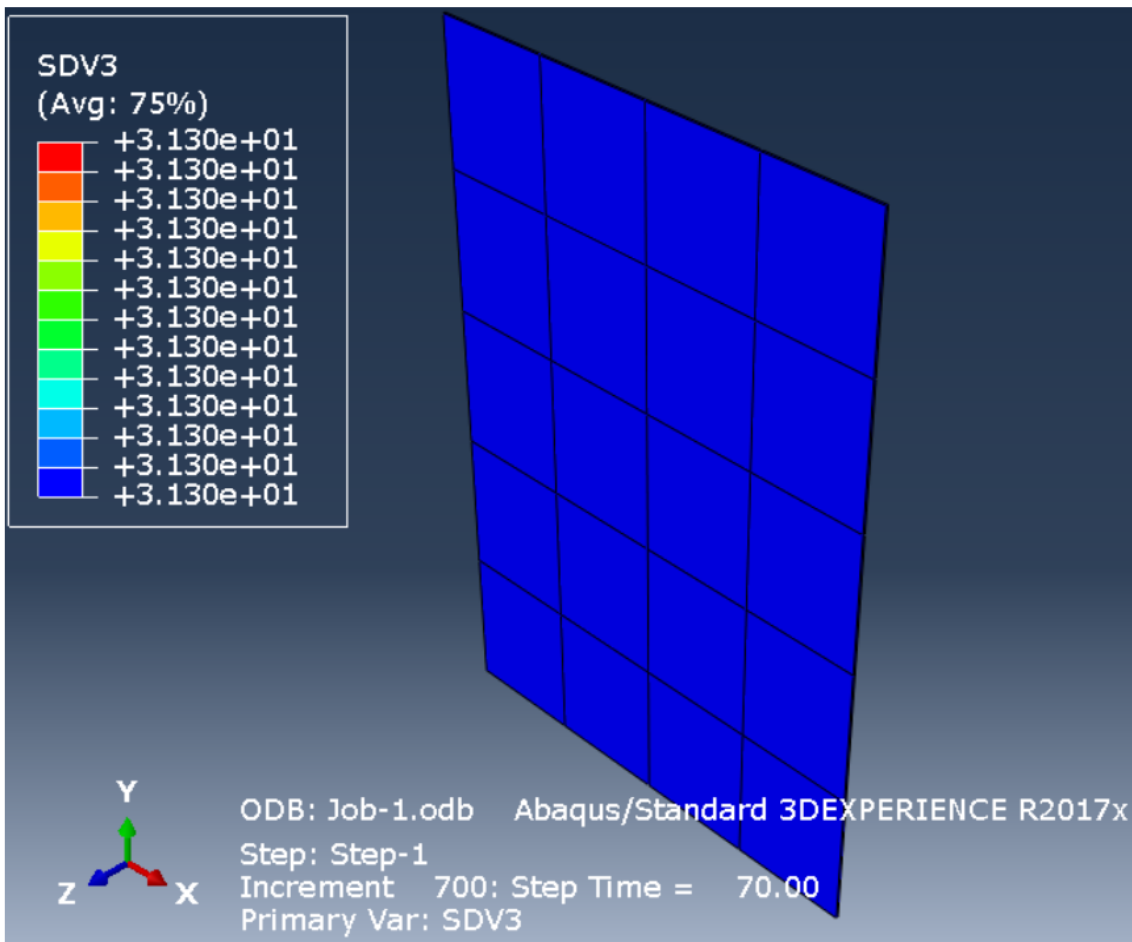 SDV3
(Avg: 75%)
+3.130e+01
+3.130e+01
+3.130e+01
+3.130e+01
+3.130e+01
+3.130e+01
+3.130e+01
+3.130e+01
+3.130e+01
+3.130e+01
+3.130e+01
+3.130e+01
+3.130e+01
Y
Z X
ODB: Job-1.odb Abaqus/Standard 3DEXPERIENCE R2017x
Step: Step-1
Increment 700: Step Time = 70.00
Primary Var: SDV3